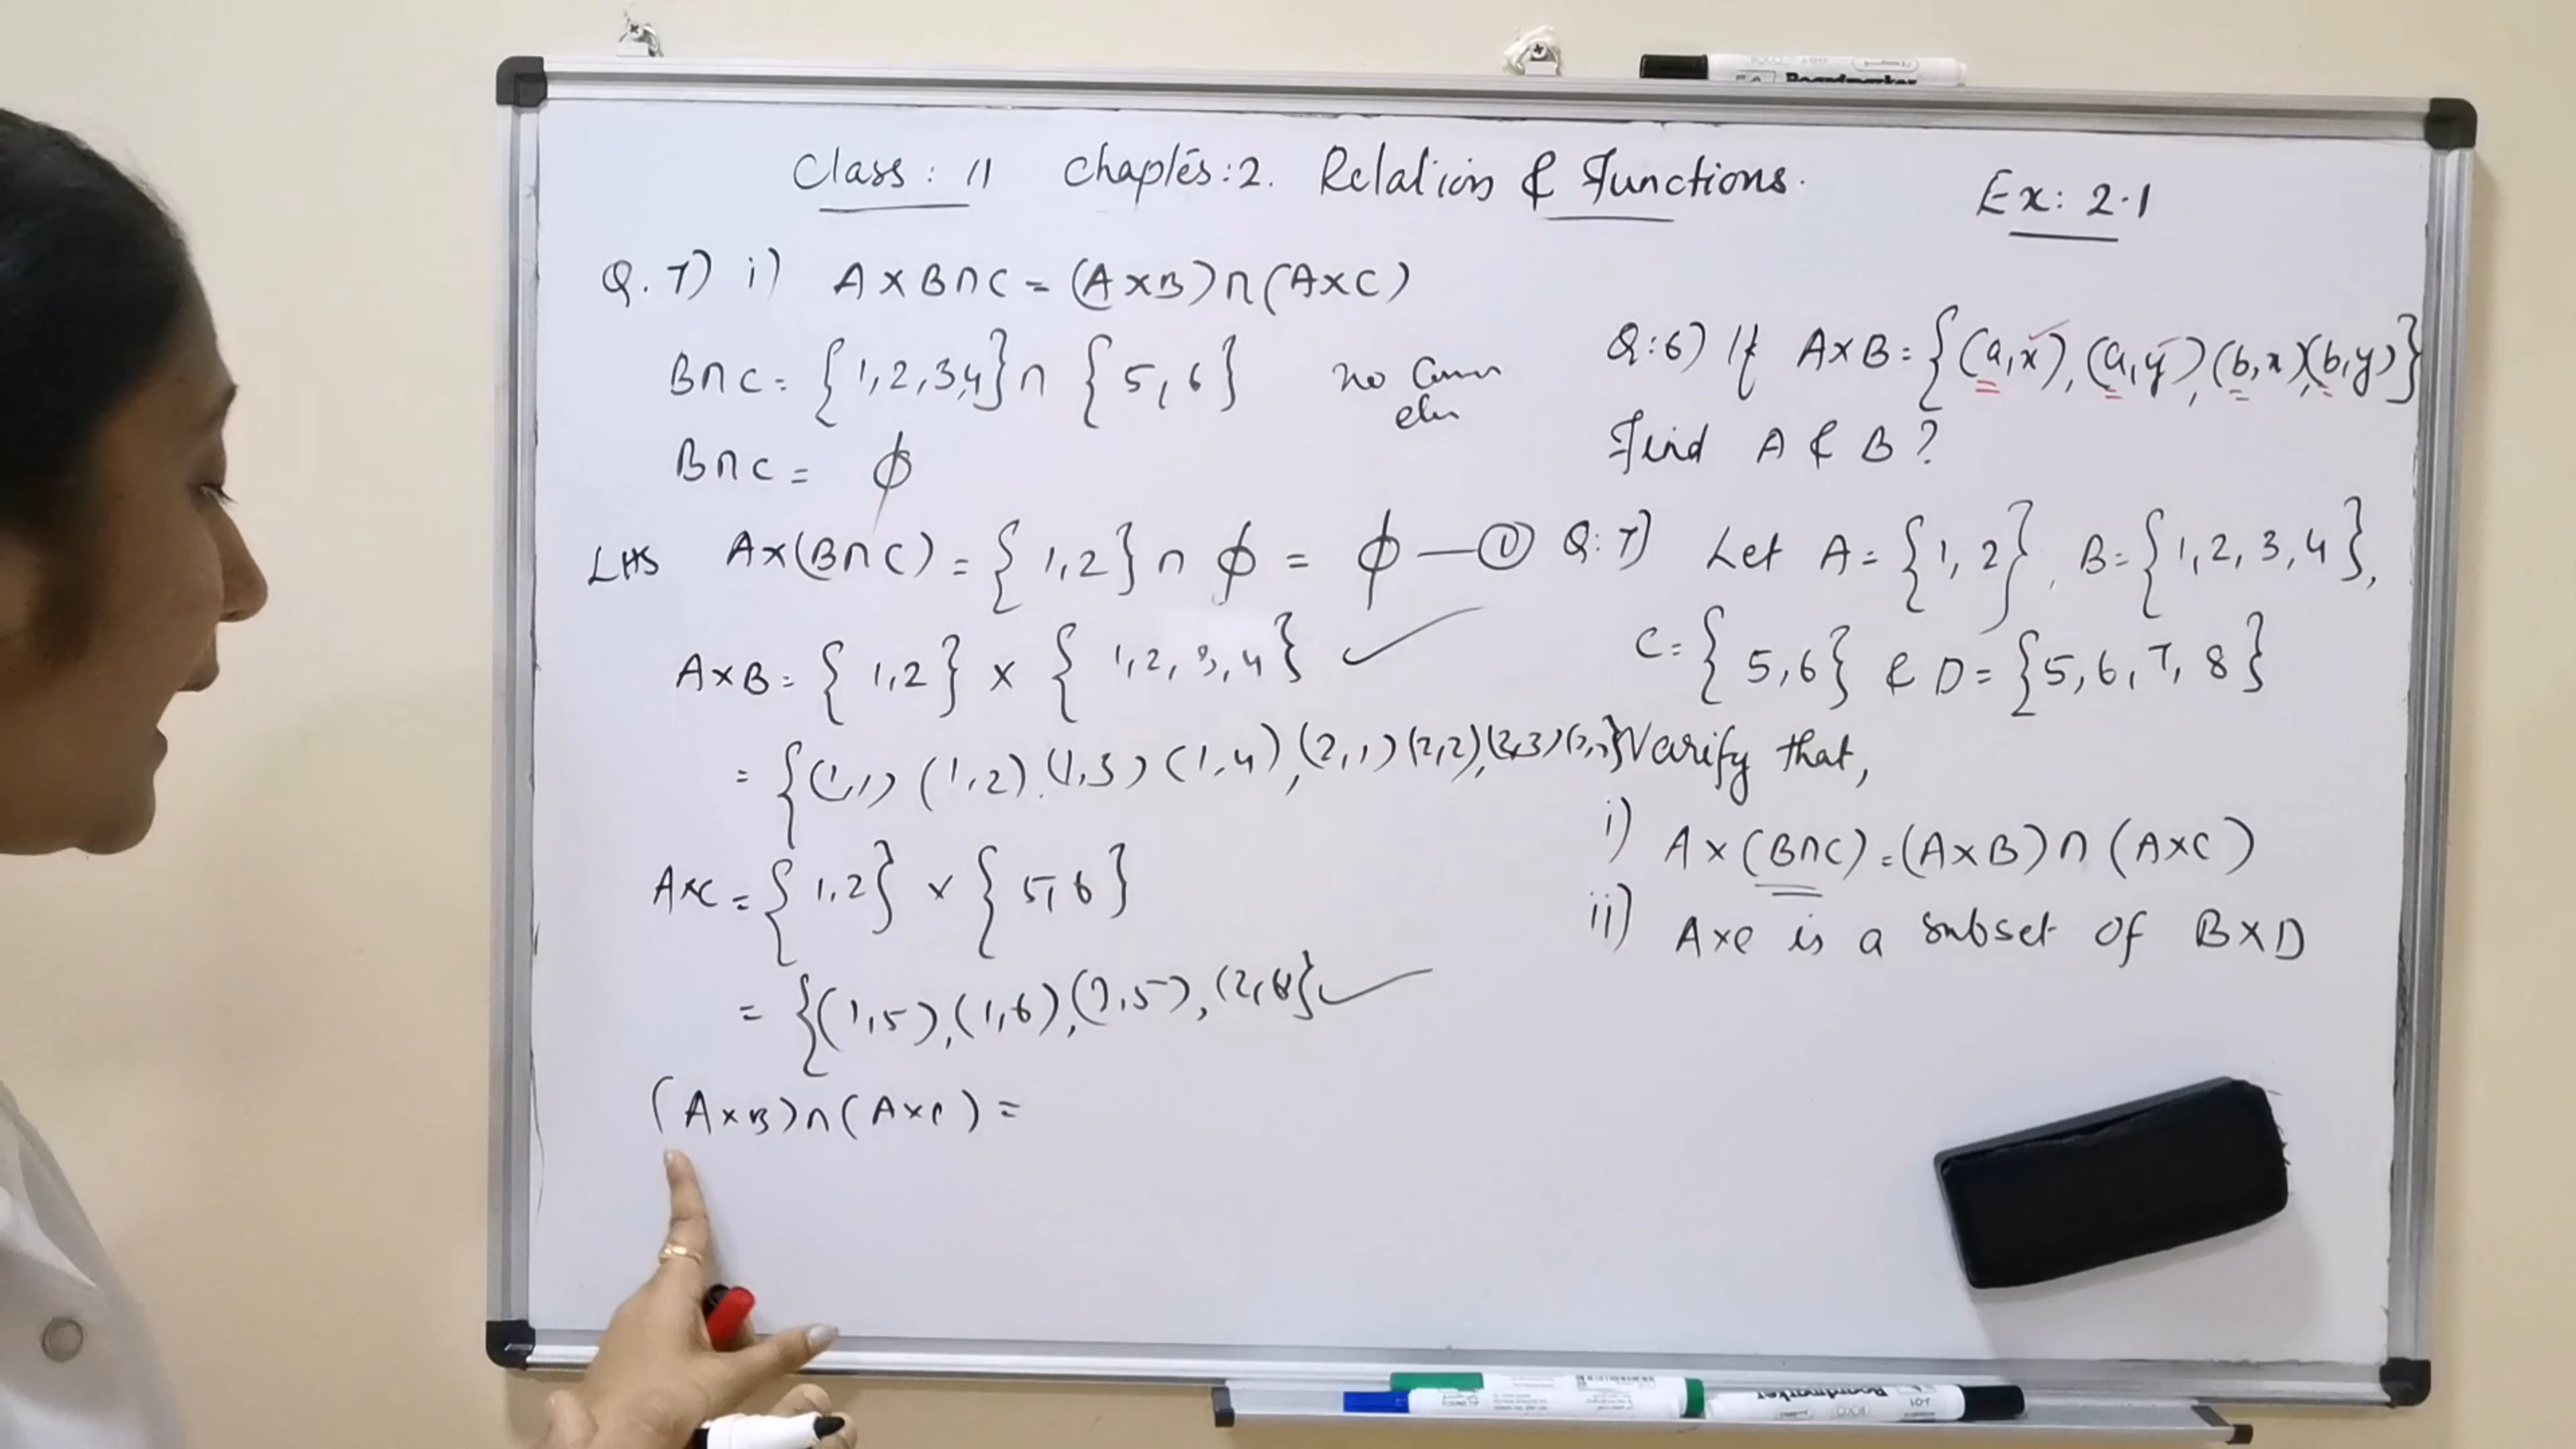 Class: 11 Chapter: 2. Relation & Functions.
Ex: 2.1
Q. 7) i) A×B∩C = (A×B)∩(A×C)
B∩C = {1,2,3,4}∩ {5,6}
no
B∩C = ϕ
LHS A×(B∩C) = {1,2} ∩ ϕ = ϕ — ①
A×B = {1,2} × {1,2,3,4} ✓
= {(1,1) (1,2).(1,3) (1,4),(2,1) (2,2),(2,3)
A×C = {1,2} × {5,6}
= {(1,5),(1,6),(2,5),(2,6} ✓
(A×B)∩(A×C) =
Q:6) If A×B = {(a,x),(a,y),(b,x)(b,y)}
Find A & B?
Q: 7) Let A = {1, 2}, B = {1,2,3,4},
C = {5,6} & D = {5,6,7,8}
Varify that,
i) A×(B∩C) = (A×B)∩(A×C)
ii) A×C is a subset of B×D
Boardmarker
Boardmarker